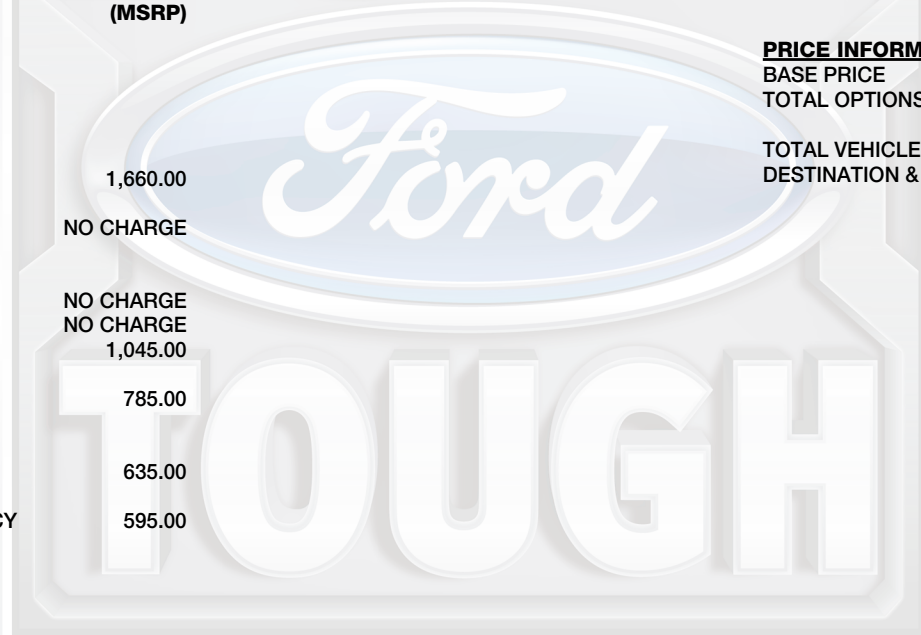 (MSRP)
1,660.00
NO CHARGE
NO CHARGE
NO CHARGE
1,045.00
785.00
635.00
CY 595.00
PRICE INFORM
BASE PRICE
TOTAL OPTIONS
TOTAL VEHICLE
DESTINATION &
Ford
TOUGH